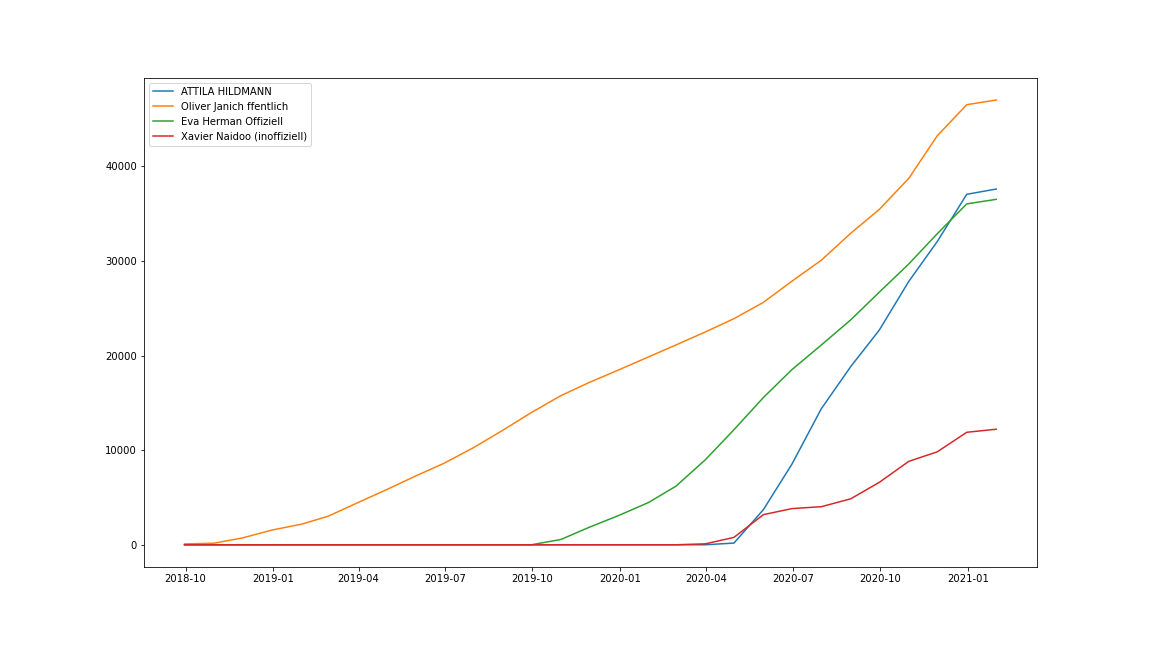 ATTILA HILDMANN
Oliver Janich ffentlich
Eva Herman Offiziell
Xavier Naidoo (inoffiziell)
40000
30000
20000
10000
0
2018-10 2019-01 2019-04 2019-07 2019-10 2020-01 2020-04 2020-07 2020-10 2021-01